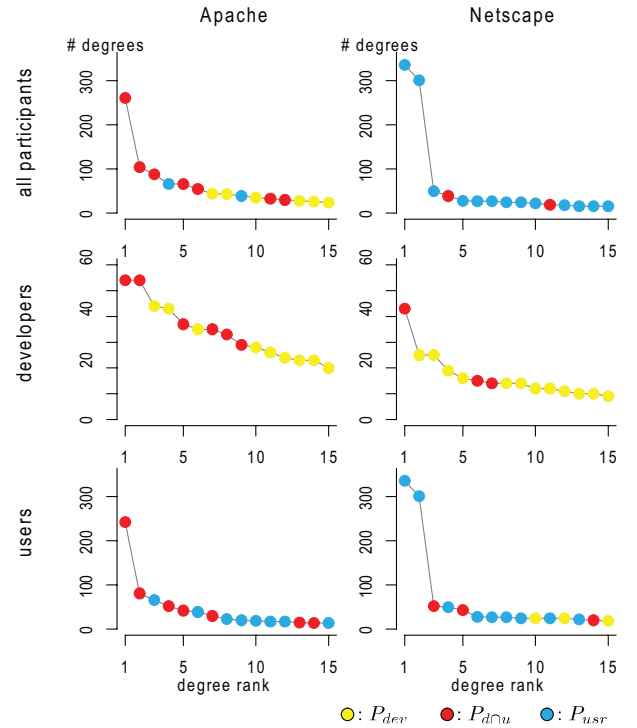 Apache Netscape
# degrees # degrees
all participants
0 100 200 300
0 100 200 300
1 5 10 15
1 5 10 15
developers
0 20 40 60
0 20 40 60
1 5 10 15
1 5 10 15
users
0 100 200 300
0 100 200 300
1 5 10 15
1 5 10 15
degree rank degree rank
: P_dev : P_d∩u : P_usr